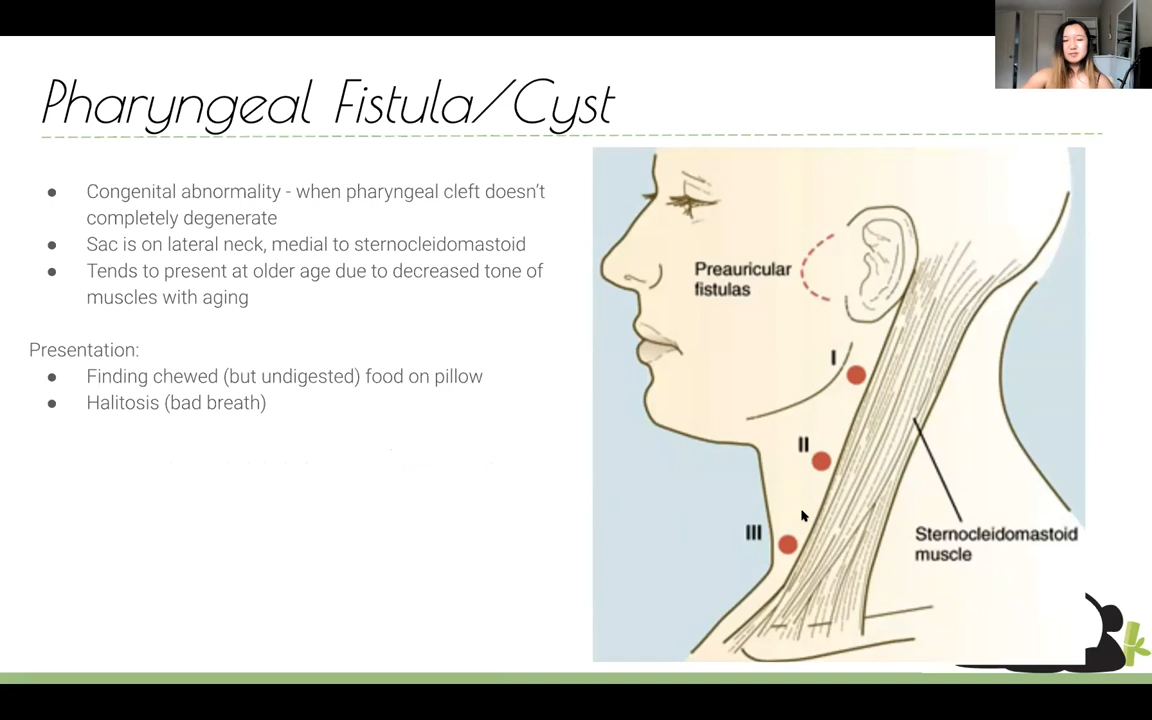 Pharyngeal Fistula/Cyst
● Congenital abnormality - when pharyngeal cleft doesn't
completely degenerate
● Sac is on lateral neck, medial to sternocleidomastoid
● Tends to present at older age due to decreased tone of
muscles with aging
Presentation:
● Finding chewed (but undigested) food on pillow
● Halitosis (bad breath)
Preauricular
fistulas
I
II
III
Sternocleidomastoid
muscle